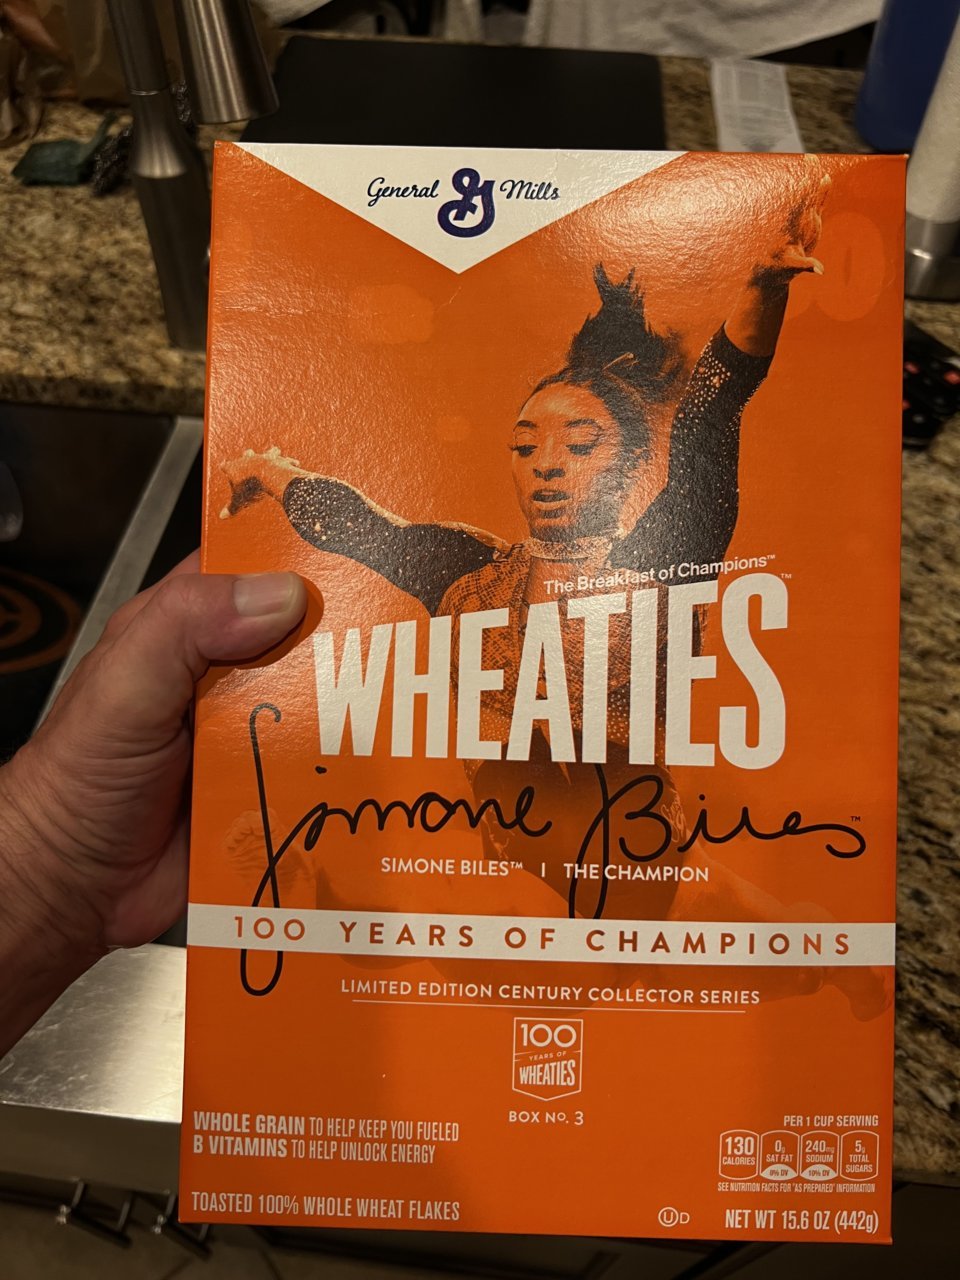 General Mills
The Breakfast of Champions™
WHEATIES™
Simone Biles™
SIMONE BILES™ | THE CHAMPION
100 YEARS OF CHAMPIONS
LIMITED EDITION CENTURY COLLECTOR SERIES
100
YEARS OF
WHEATIES
BOX No. 3
WHOLE GRAIN TO HELP KEEP YOU FUELED
B VITAMINS TO HELP UNLOCK ENERGY
TOASTED 100% WHOLE WHEAT FLAKES
PER 1 CUP SERVING
130 CALORIES
0g SAT FAT 0% DV
240mg SODIUM 10% DV
5g TOTAL SUGARS
SEE NUTRITION FACTS FOR "AS PREPARED" INFORMATION
Ⓤ D
NET WT 15.6 OZ (442g)